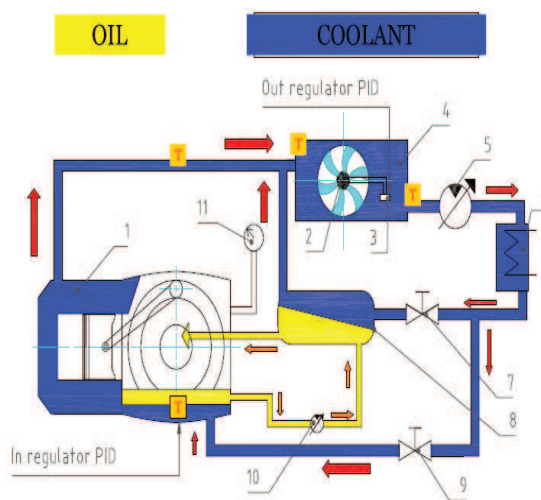 OIL
COOLANT
Out regulator PID
4
5
T
T
T
11
1
2
3
T
7
8
10
9
In regulator PID